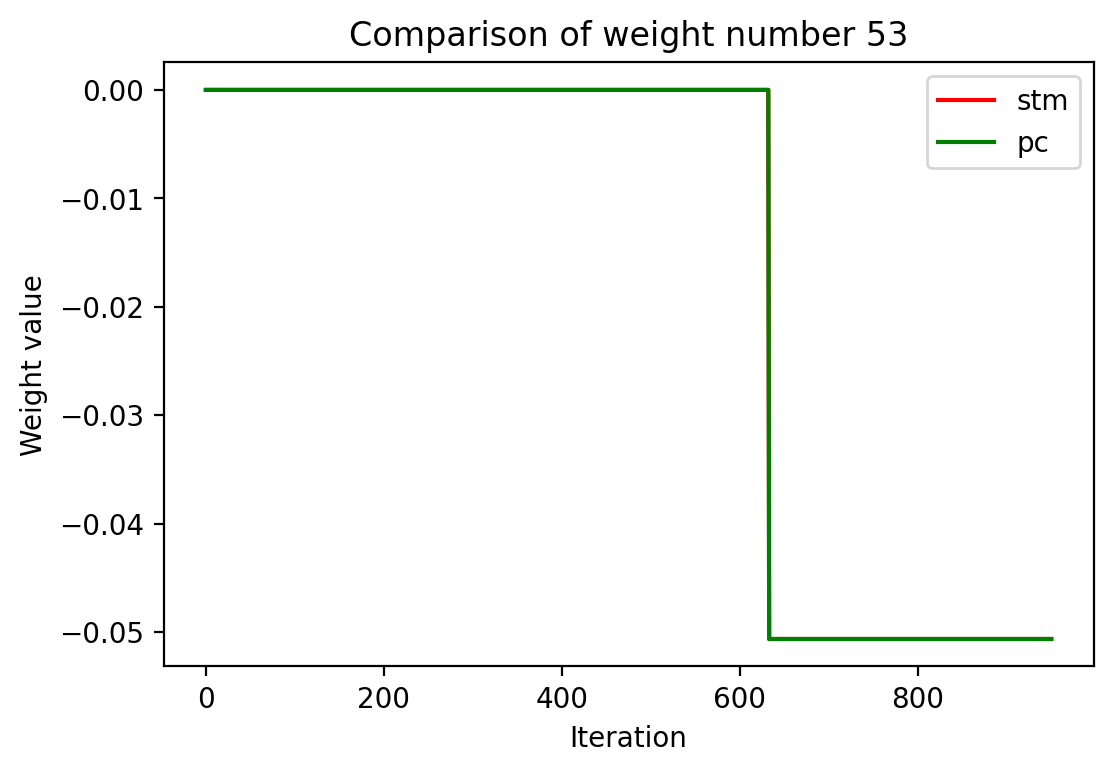 Comparison of weight number 53
0.00
−0.01
−0.02
−0.03
−0.04
−0.05
Weight value
stm
pc
0 200 400 600 800
Iteration